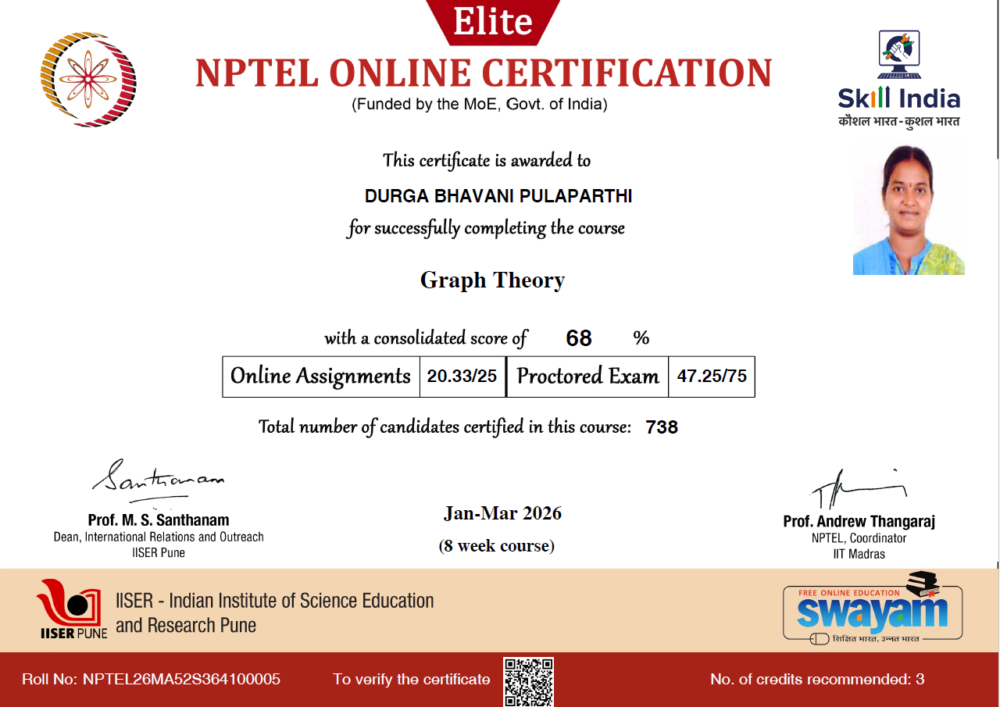 Elite
NPTEL ONLINE CERTIFICATION
(Funded by the MoE, Govt. of India)
Skill India
कौशल भारत - कुशल भारत
This certificate is awarded to
DURGA BHAVANI PULAPARTHI
for successfully completing the course
Graph Theory
with a consolidated score of 68 %
Online Assignments 20.33/25 Proctored Exam 47.25/75
Total number of candidates certified in this course: 738
Santhanam
Prof. M. S. Santhanam
Dean, International Relations and Outreach
IISER Pune
Jan-Mar 2026
(8 week course)
Prof. Andrew Thangaraj
NPTEL, Coordinator
IIT Madras
IISER PUNE
IISER - Indian Institute of Science Education
and Research Pune
FREE ONLINE EDUCATION
swayam
शिक्षित भारत, उन्नत भारत
Roll No: NPTEL26MA52S364100005 To verify the certificate No. of credits recommended: 3